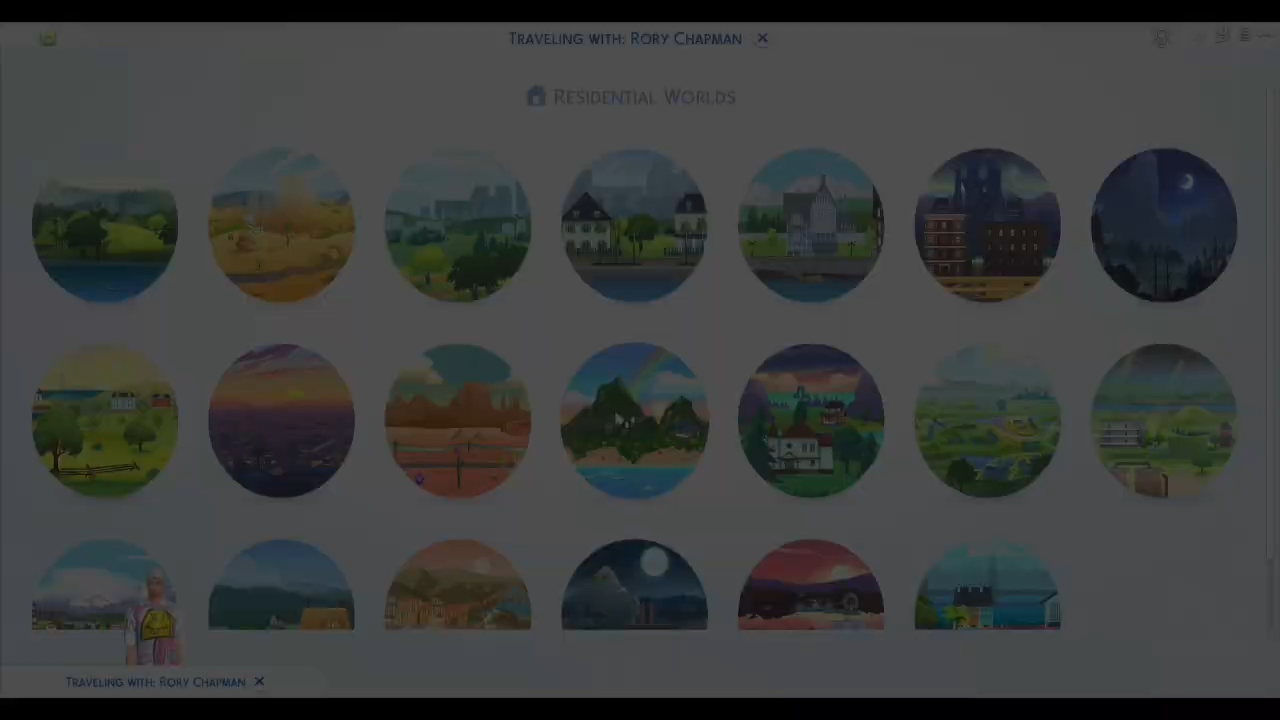 TRAVELING WITH: RORY CHAPMAN
RESIDENTIAL WORLDS
TRAVELING WITH: RORY CHAPMAN